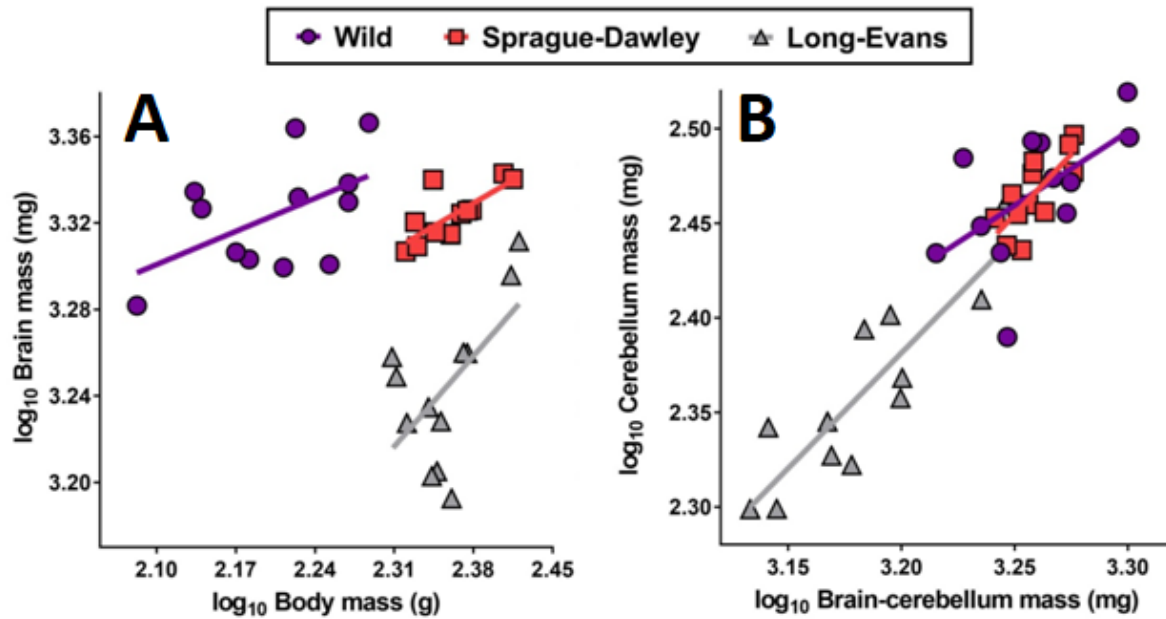 Wild Sprague-Dawley Long-Evans
A
log10 Brain mass (mg)
3.36
3.32
3.28
3.24
3.20
2.10 2.17 2.24 2.31 2.38 2.45
log10 Body mass (g)
B
log10 Cerebellum mass (mg)
2.50
2.45
2.40
2.35
2.30
3.15 3.20 3.25 3.30
log10 Brain-cerebellum mass (mg)